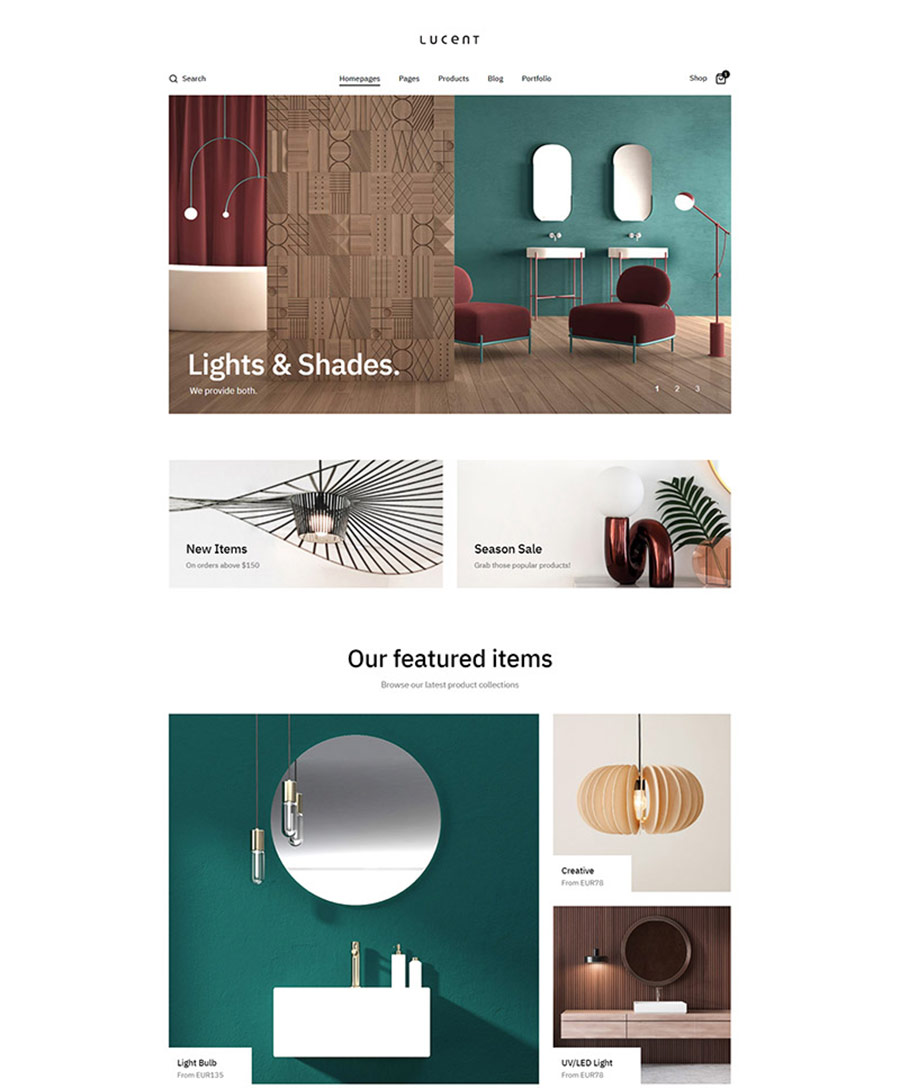 LUCENT
Search
Homepages Pages Products Blog Portfolio
Shop
1
Lights & Shades.
We provide both.
1 2 3
New Items
On orders above $150
Season Sale
Grab those popular products!
Our featured items
Browse our latest product collections
Creative
From EUR78
Light Bulb
From EUR135
UV/LED Light
From EUR78